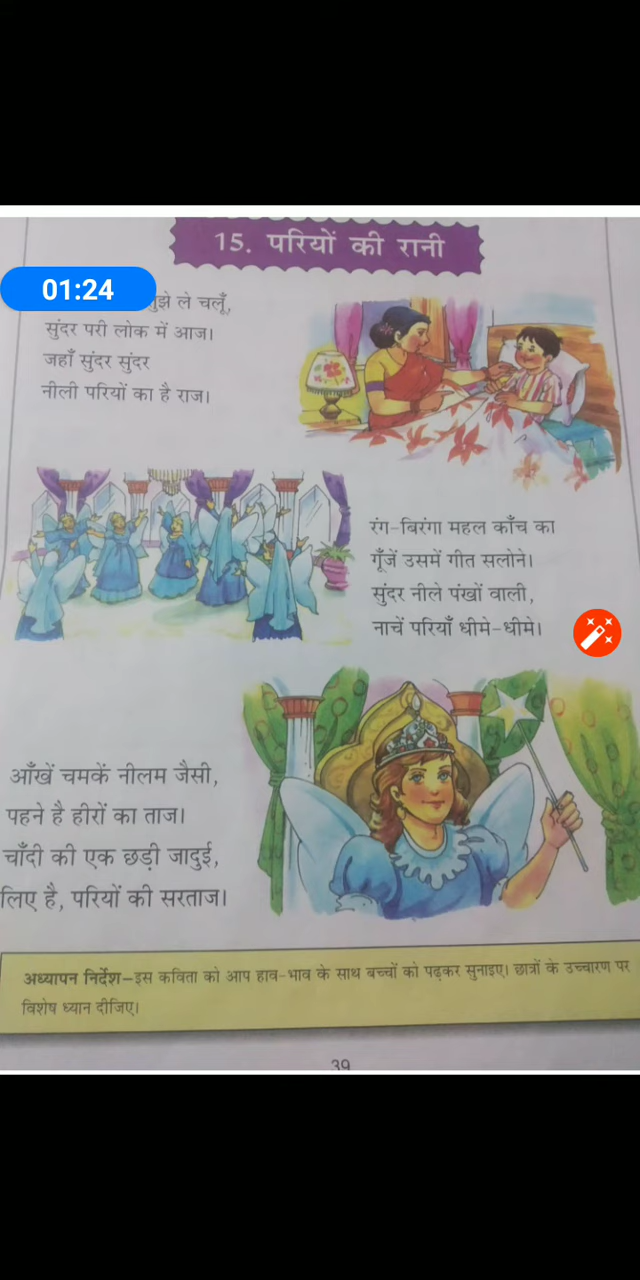 15. परियों की रानी
01:24
मुझे ले चलूँ,
सुंदर परी लोक में आज।
जहाँ सुंदर सुंदर
नीली परियों का है राज।
रंग-बिरंगा महल काँच का
गूँजें उसमें गीत सलोने।
सुंदर नीले पंखों वाली,
नाचें परियाँ धीमे-धीमे।
आँखें चमकें नीलम जैसी,
पहने है हीरों का ताज।
चाँदी की एक छड़ी जादुई,
लिए है, परियों की सरताज।
अध्यापन निर्देश–इस कविता को आप हाव-भाव के साथ बच्चों को पढ़कर सुनाइए। छात्रों के उच्चारण पर
विशेष ध्यान दीजिए।
39